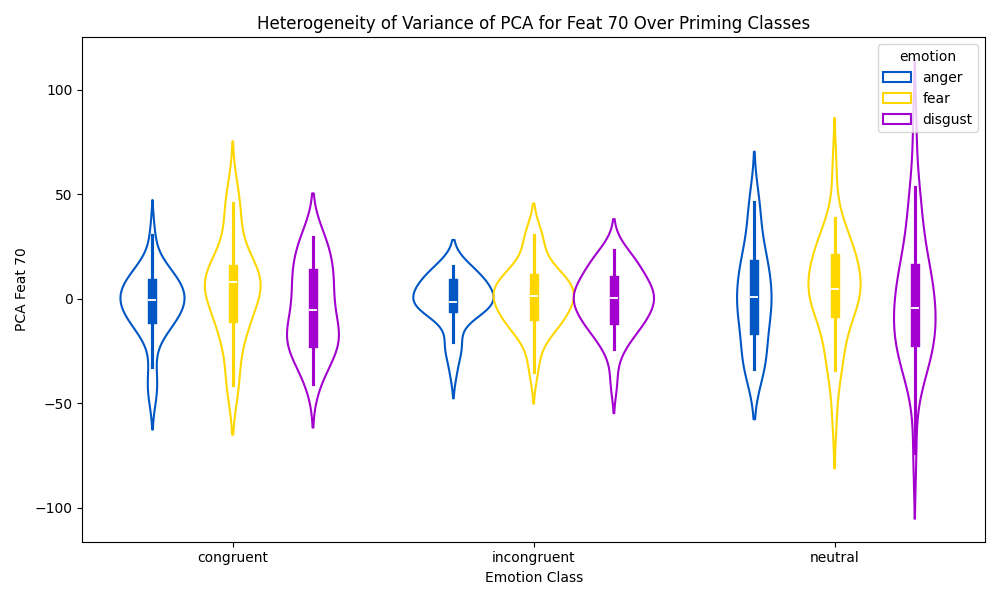 Heterogeneity of Variance of PCA for Feat 70 Over Priming Classes
emotion
anger
fear
disgust
PCA Feat 70
100
50
0
−50
−100
congruent
incongruent
neutral
Emotion Class